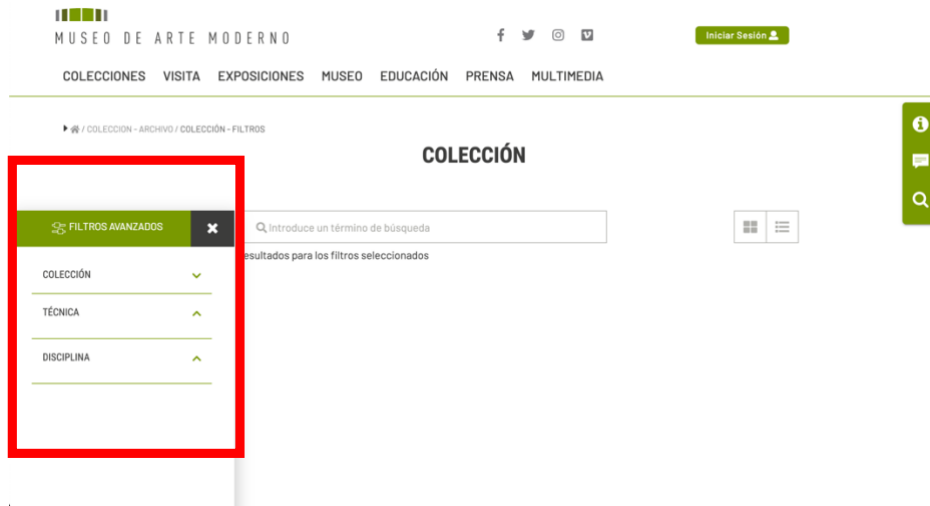 MUSEO DE ARTE MODERNO
Iniciar Sesión
COLECCIONES VISITA EXPOSICIONES MUSEO EDUCACIÓN PRENSA MULTIMEDIA
/ COLECCION - ARCHIVO / COLECCIÓN - FILTROS
COLECCIÓN
FILTROS AVANZADOS
Introduce un término de búsqueda
esultados para los filtros seleccionados
COLECCIÓN
TÉCNICA
DISCIPLINA